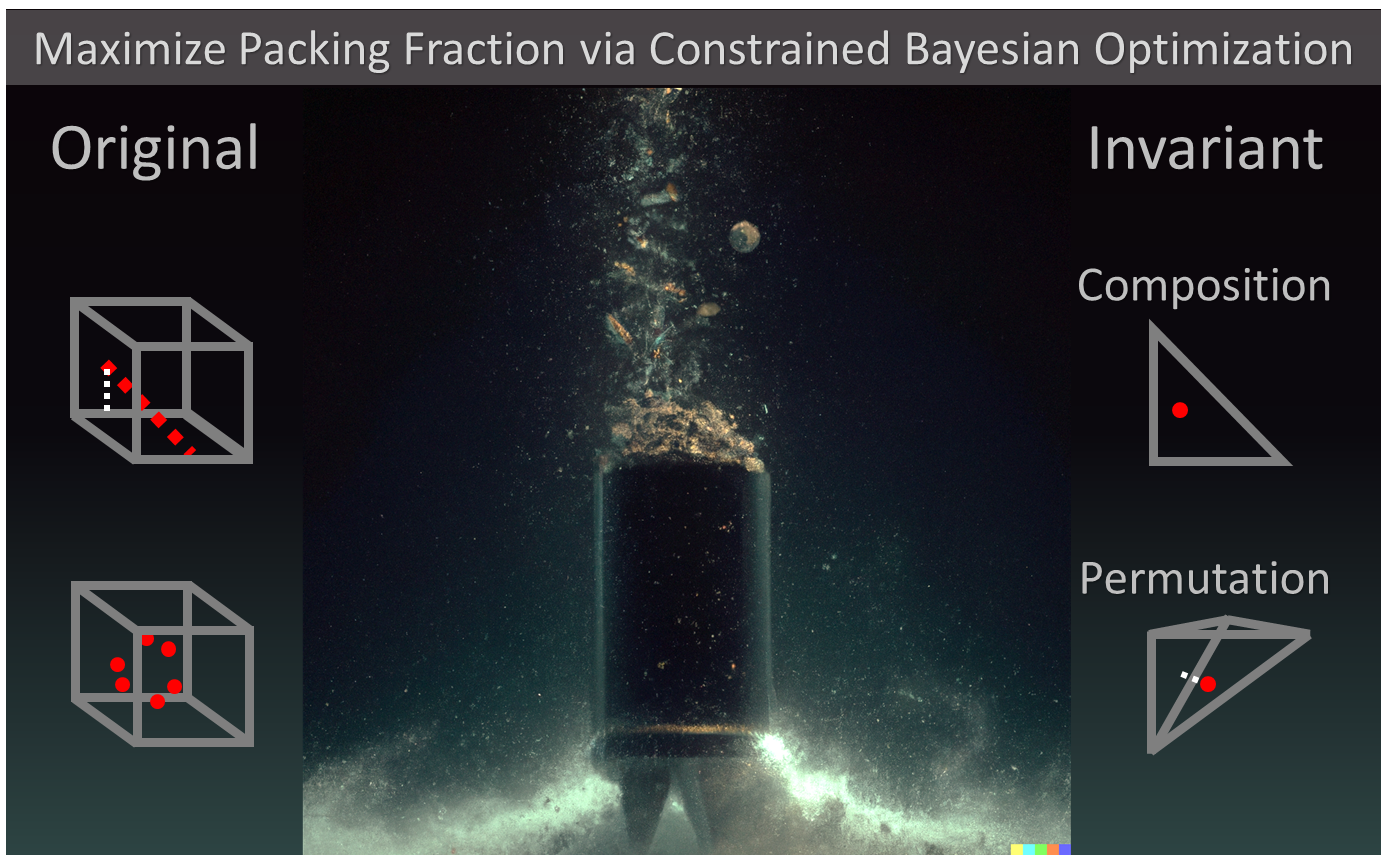 Maximize Packing Fraction via Constrained Bayesian Optimization
Original
Invariant
Composition
Permutation